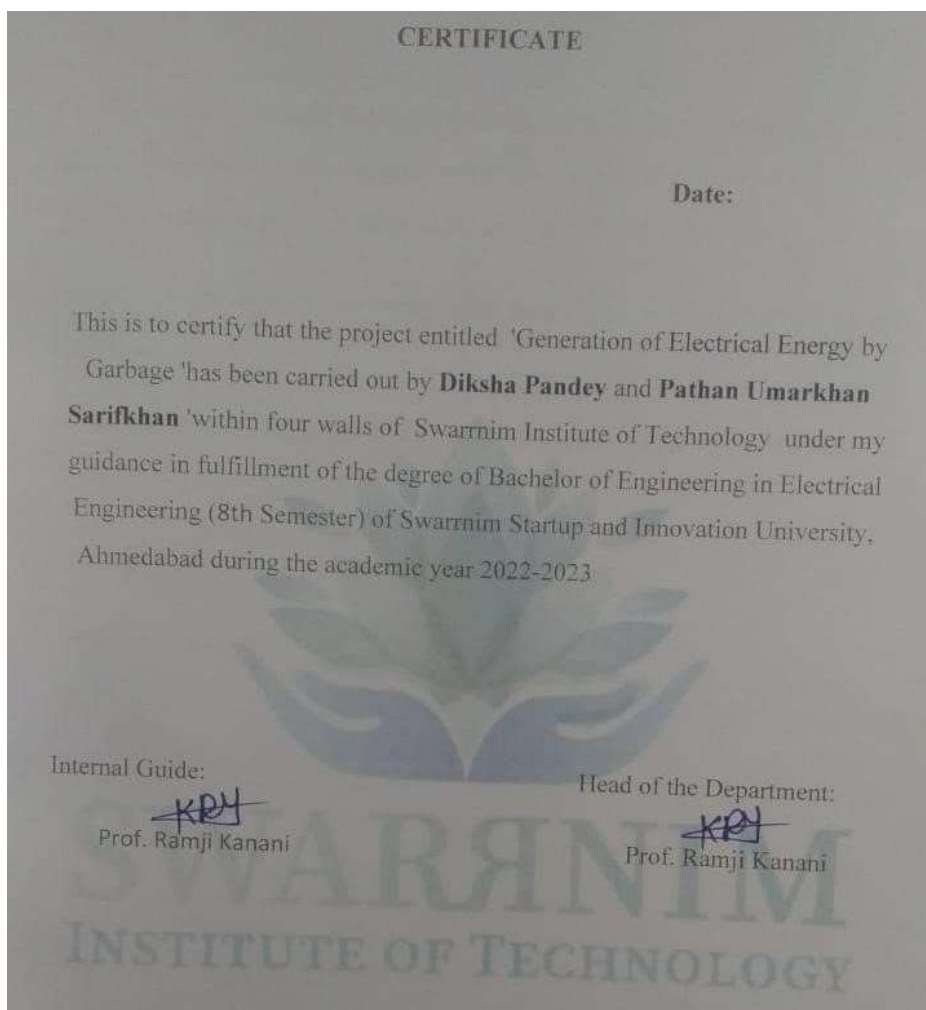 CERTIFICATE
Date:
This is to certify that the project entitled 'Generation of Electrical Energy by
Garbage 'has been carried out by Diksha Pandey and Pathan Umarkhan
Sarifkhan 'within four walls of Swarrnim Institute of Technology under my
guidance in fulfillment of the degree of Bachelor of Engineering in Electrical
Engineering (8th Semester) of Swarrnim Startup and Innovation University,
Ahmedabad during the academic year 2022-2023
Internal Guide:
Prof. Ramji Kanani
Head of the Department:
Prof. Ramji Kanani
SWARЯNIM
INSTITUTE OF TECHNOLOGY